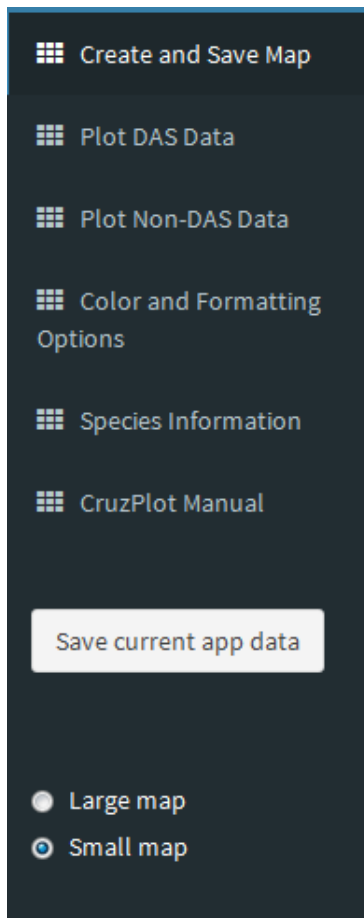 Create and Save Map
Plot DAS Data
Plot Non-DAS Data
Color and Formatting
Options
Species Information
CruzPlot Manual
Save current app data
Large map
Small map